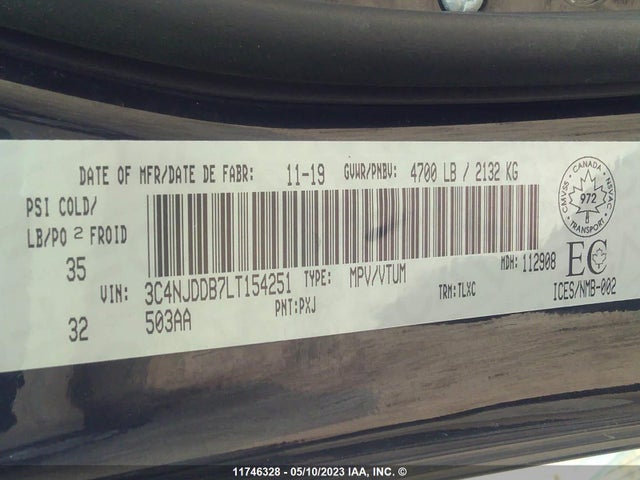 DATE OF MFR/DATE DE FABR: 11-19 GVWR/PNBV: 4700 LB / 2132 KG
PSI COLD/
LB/PO 2 FROID
35
32
VIN: 3C4NJDDB7LT154251 TYPE: MPV/VTUM MDH: 112908
503AA PNT:PXJ TRM:TLXC
CANADA
CMVSS NSVAC
972
TRANSPORT
EC
ICES/NMB-002
11746328 - 05/10/2023 IAA, INC. ©